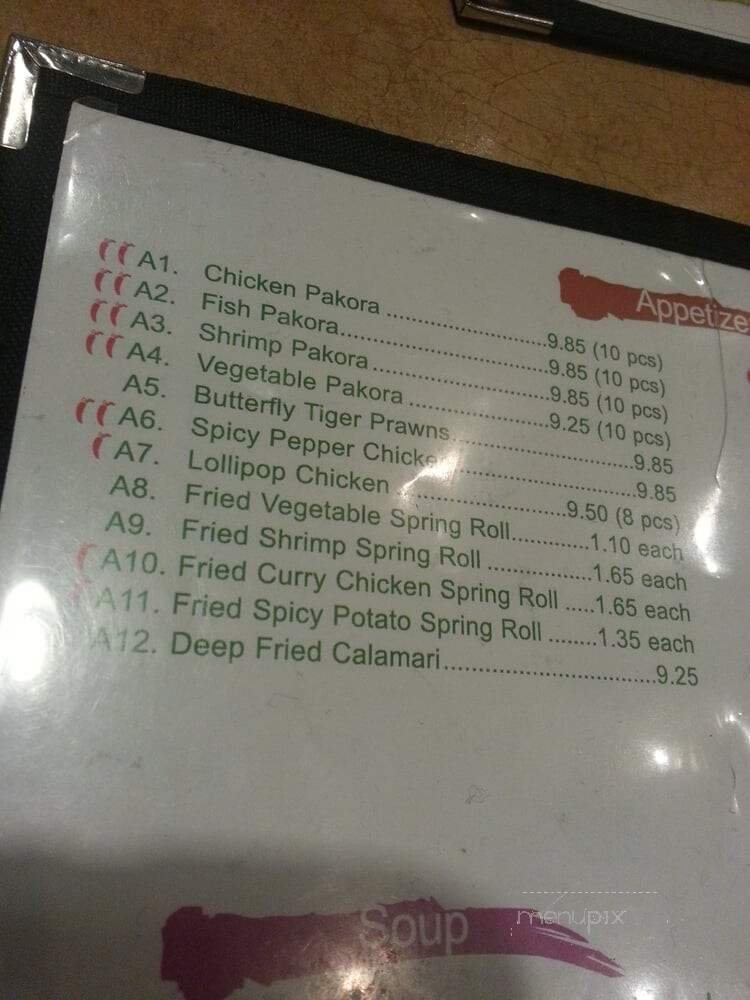 Appetize
A1. Chicken Pakora ........................9.85 (10 pcs)
A2. Fish Pakora..............................9.85 (10 pcs)
A3. Shrimp Pakora .........................9.85 (10 pcs)
A4. Vegetable Pakora .....................9.25 (10 pcs)
A5. Butterfly Tiger Prawns...........................9.85
A6. Spicy Pepper Chicken ...........................9.85
A7. Lollipop Chicken .........................9.50 (8 pcs)
A8. Fried Vegetable Spring Roll............1.10 each
A9. Fried Shrimp Spring Roll ................1.65 each
A10. Fried Curry Chicken Spring Roll .....1.65 each
A11. Fried Spicy Potato Spring Roll ........1.35 each
A12. Deep Fried Calamari.................................9.25
Soup
menupix